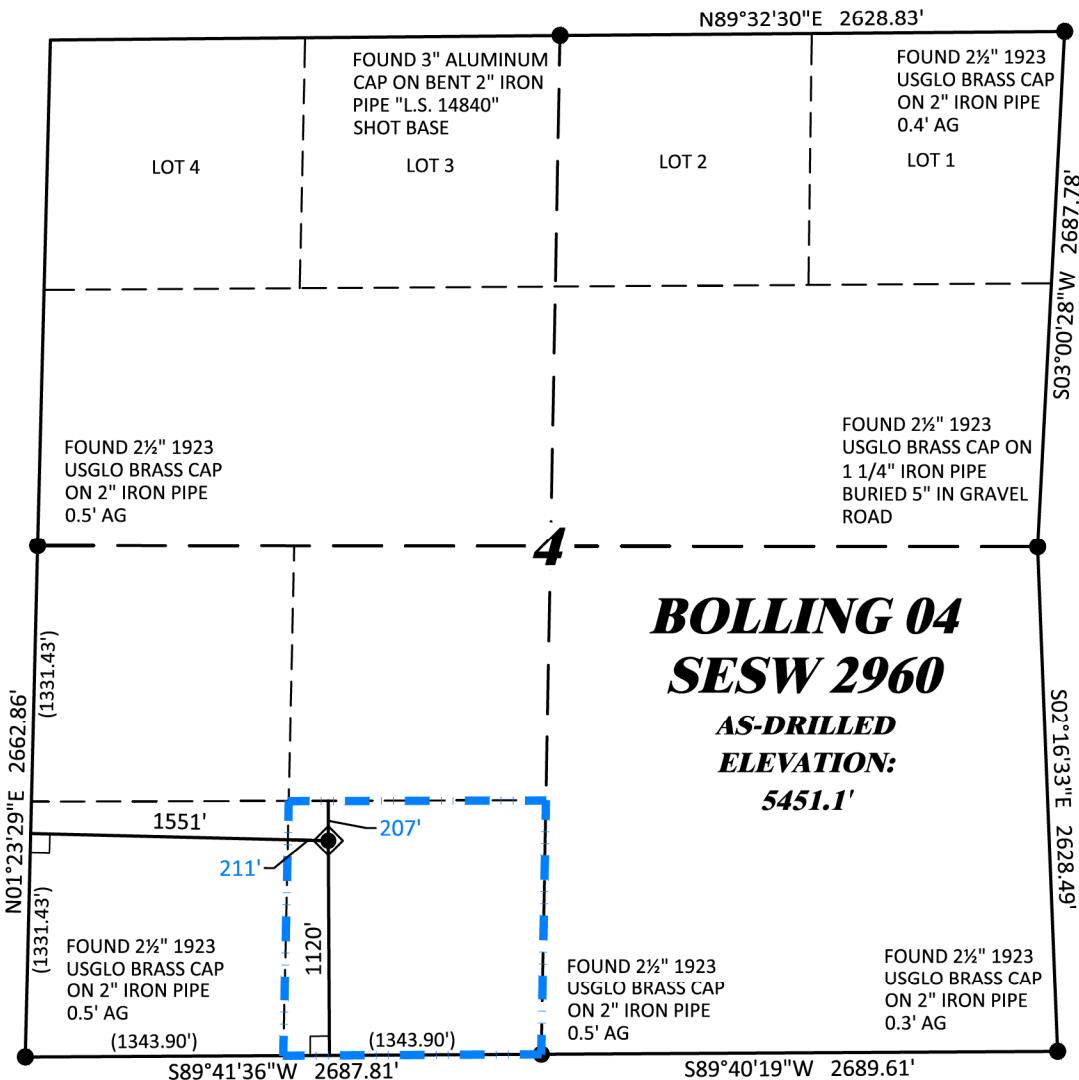 N89°32'30"E 2628.83'
FOUND 3" ALUMINUM
CAP ON BENT 2" IRON
PIPE "L.S. 14840"
SHOT BASE
FOUND 2½" 1923
USGLO BRASS CAP
ON 2" IRON PIPE
0.4' AG
LOT 4
LOT 3
LOT 2
LOT 1
S03°00'28"W 2687.78'
FOUND 2½" 1923
USGLO BRASS CAP
ON 2" IRON PIPE
0.5' AG
FOUND 2½" 1923
USGLO BRASS CAP ON
1 1/4" IRON PIPE
BURIED 5" IN GRAVEL
ROAD
4
BOLLING 04
SESW 2960
AS-DRILLED
ELEVATION:
5451.1'
(1331.43')
N01°23'29"E 2662.86'
(1331.43')
S02°16'33"E 2628.49'
1551'
207'
211'
1120'
FOUND 2½" 1923
USGLO BRASS CAP
ON 2" IRON PIPE
0.5' AG
FOUND 2½" 1923
USGLO BRASS CAP
ON 2" IRON PIPE
0.5' AG
FOUND 2½" 1923
USGLO BRASS CAP
ON 2" IRON PIPE
0.3' AG
(1343.90')
(1343.90')
S89°41'36"W 2687.81'
S89°40'19"W 2689.61'